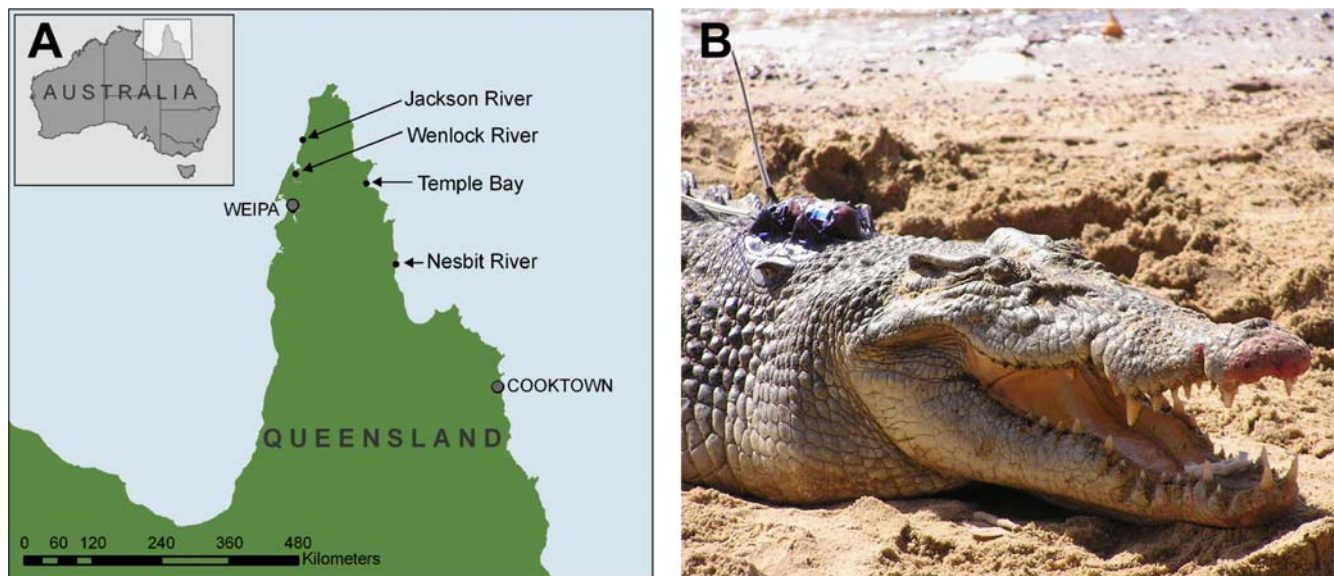 A
AUSTRALIA
Jackson River
Wenlock River
Temple Bay
WEIPA
Nesbit River
COOKTOWN
QUEENSLAND
0 60 120 240 360 480
Kilometers
B